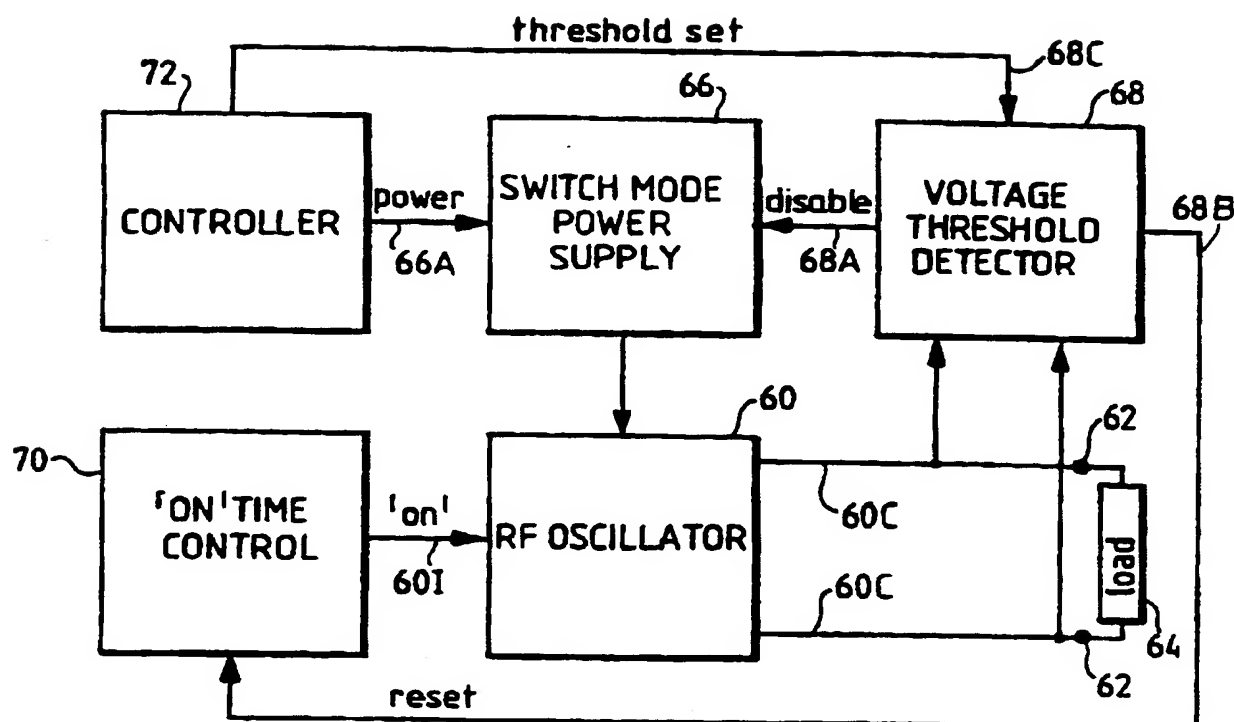 threshold set
68C
72
66
68
CONTROLLER
power
66A
SWITCH MODE
POWER
SUPPLY
disable
68A
VOLTAGE
THRESHOLD
DETECTOR
68B
70
'ON' TIME
CONTROL
'on'
60I
60
RF OSCILLATOR
60C
60C
62
load
64
62
reset